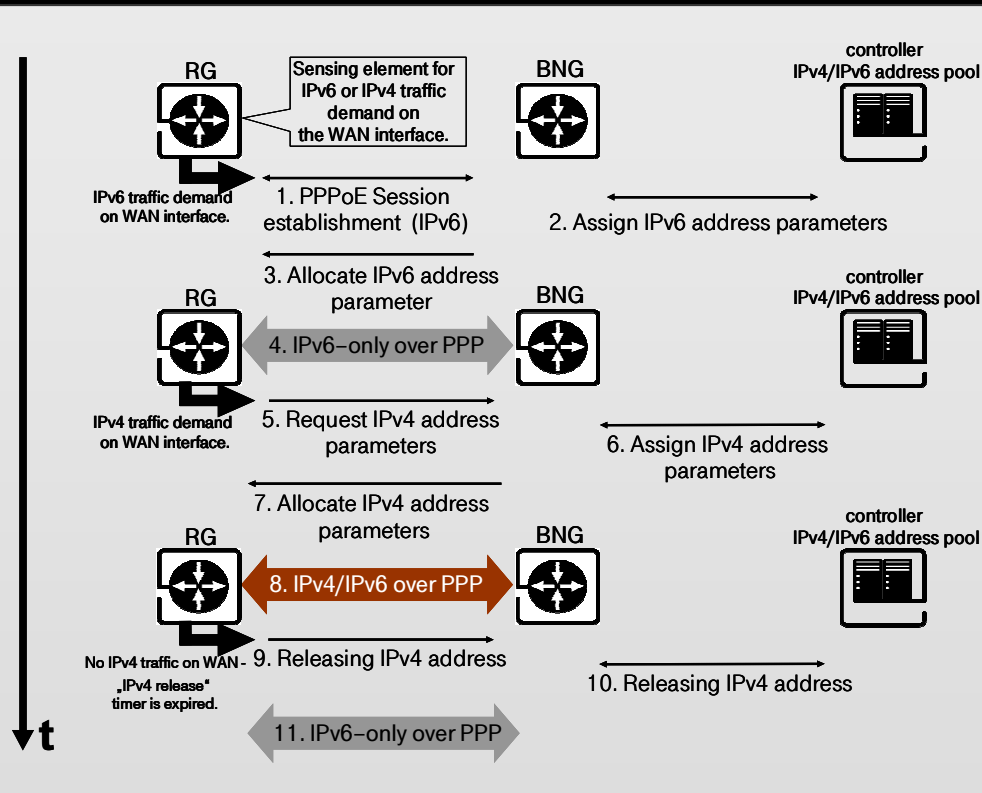 RG
Sensing element for
IPv6 or IPv4 traffic
demand on
the WAN interface.
BNG
controller
IPv4/IPv6 address pool
IPv6 traffic demand
on WAN interface.
1. PPPoE Session
establishment (IPv6)
2. Assign IPv6 address parameters
3. Allocate IPv6 address
parameter
RG
BNG
controller
IPv4/IPv6 address pool
4. IPv6-only over PPP
IPv4 traffic demand
on WAN interface.
5. Request IPv4 address
parameters
6. Assign IPv4 address
parameters
7. Allocate IPv4 address
parameters
RG
BNG
controller
IPv4/IPv6 address pool
8. IPv4/IPv6 over PPP
No IPv4 traffic on WAN -
„IPv4 release“
timer is expired.
9. Releasing IPv4 address
10. Releasing IPv4 address
11. IPv6-only over PPP
t